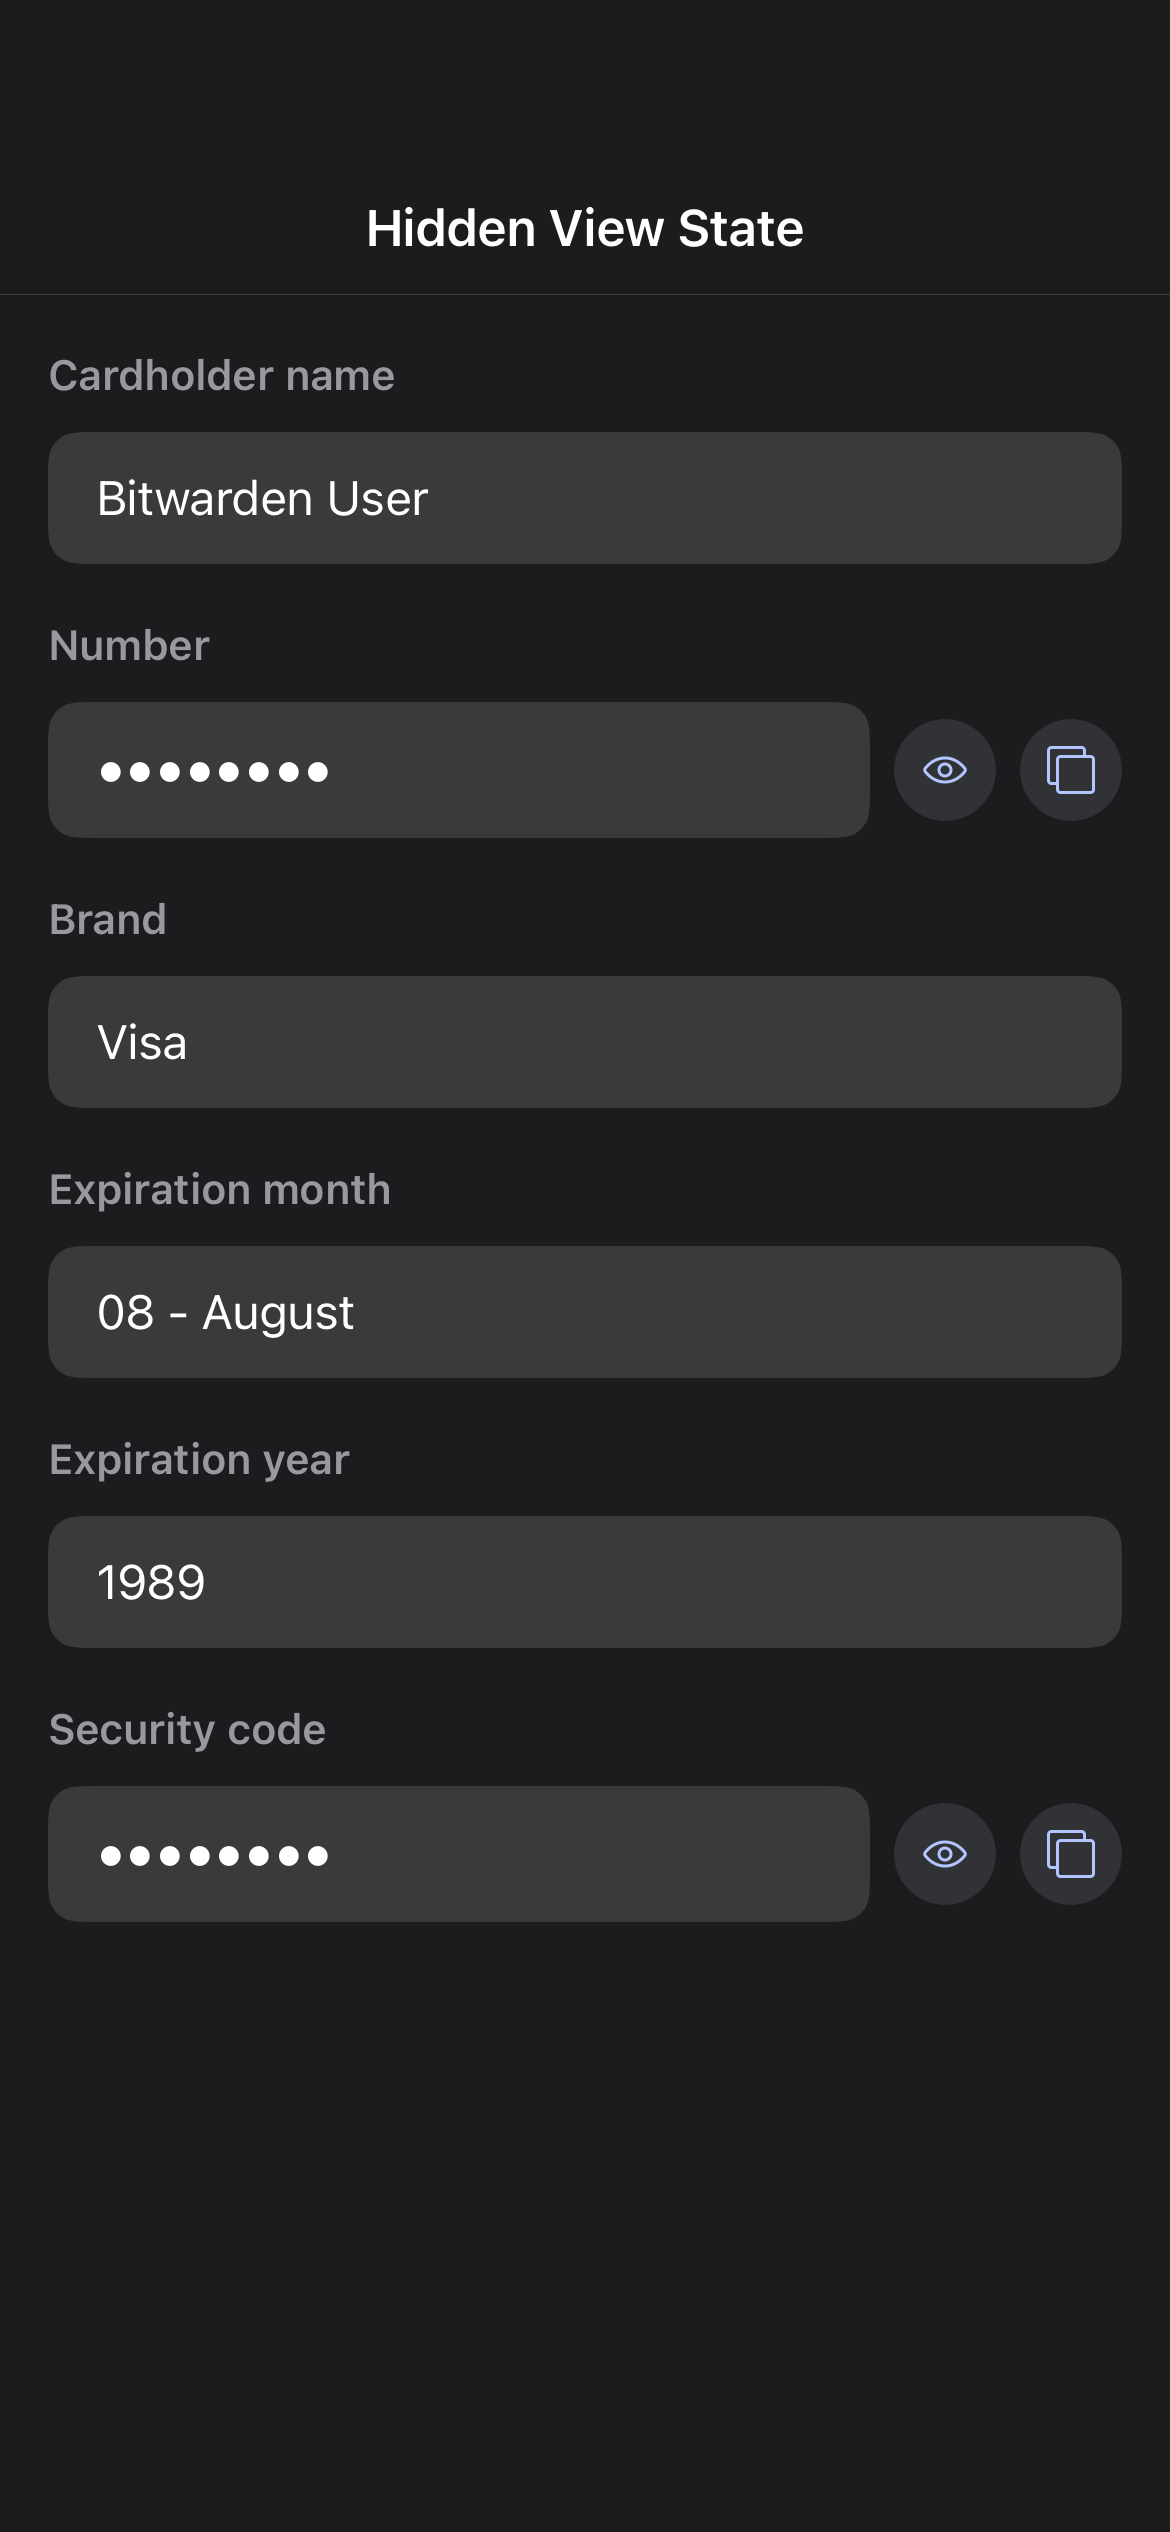 Hidden View State
Cardholder name
Bitwarden User
Number
●●●●●●●●
Brand
Visa
Expiration month
08 - August
Expiration year
1989
Security code
●●●●●●●●